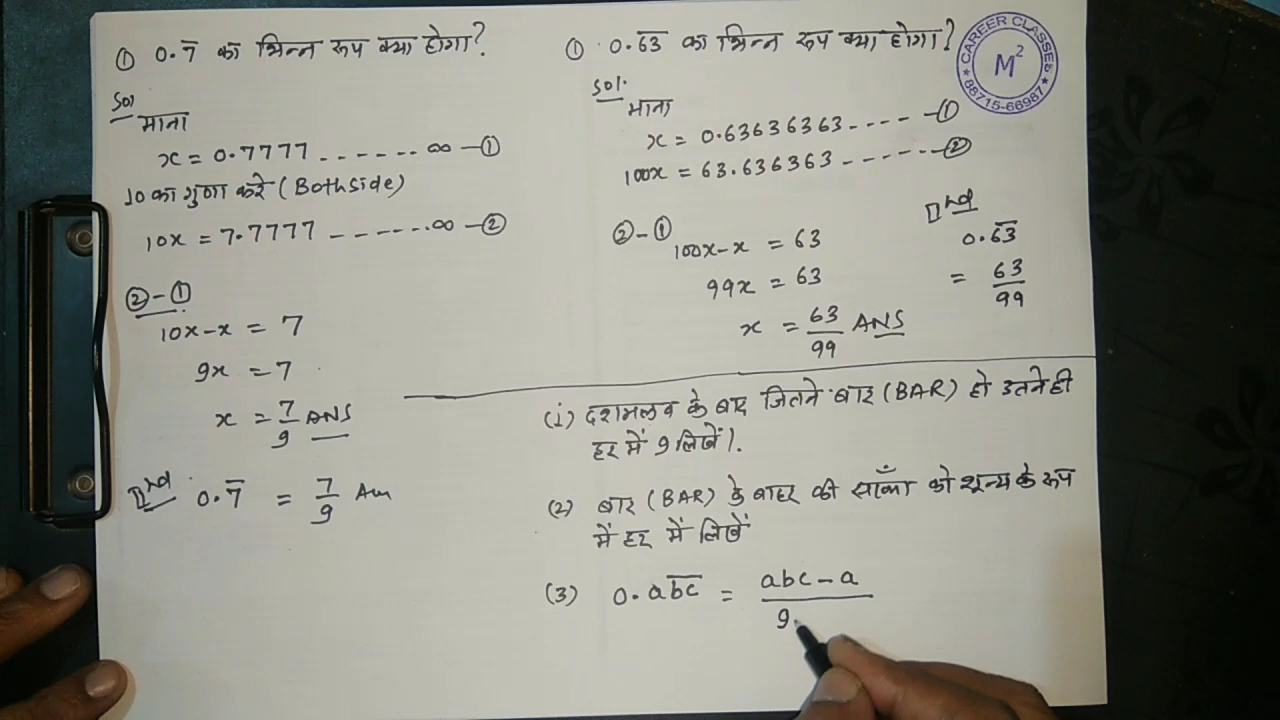 ① 0.7̅ का भिन्न रूप क्या होगा?
Sol
माना
x = 0.7777 - - - - - - - ∞ —①
10 का गुणा करे (Bothside)
10x = 7.7777 - - - - - - ∞ —②
②-①
10x-x = 7
9x = 7
x = 7/9 ANS
IInd 0.7̅ = 7/9 Am
① 0.6̅3̅ का भिन्न रूप क्या होगा?
Sol.
माना
x = 0.63636363 - - - - —①
100x = 63.636363 - - - - - - —②
②-①
100x-x = 63
99x = 63
x = 63/99 ANS
IInd
0.6̅3̅
= 63/99
(i) दशमलव के बाद जितने बार (BAR) हो उतने ही
हर में 9 लिखें।
(2) बार (BAR) के बाहर की साँख्या को शून्य के रूप
में हर में लिखें
(3) 0.ab̅c̅ = abc-a/9
CAREER CLASSES
M²
88715-66987